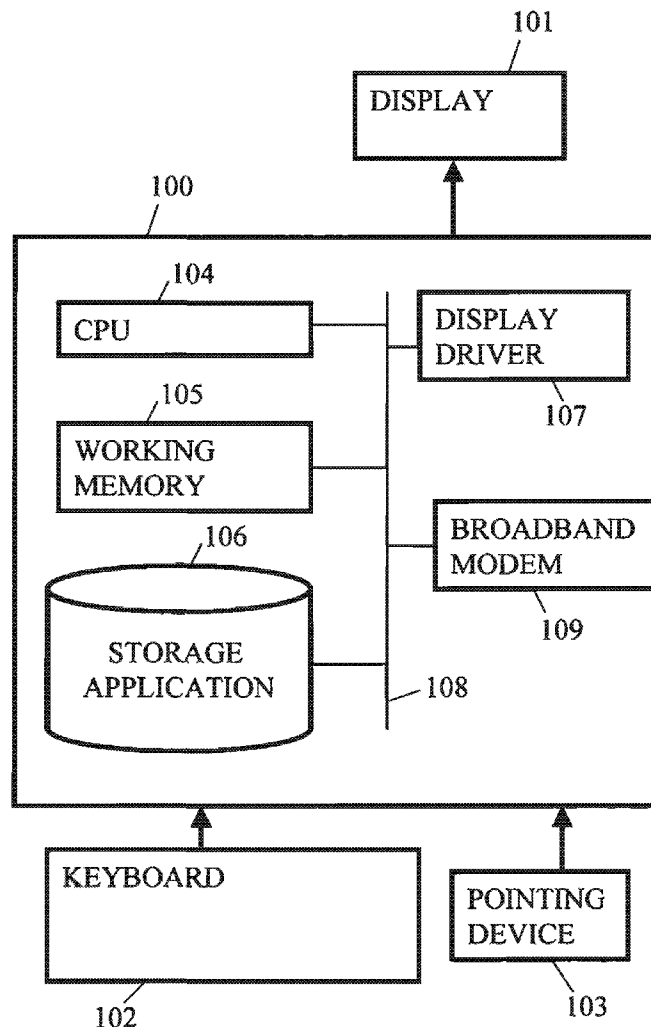 101
DISPLAY
100
104
CPU
DISPLAY
DRIVER
107
105
WORKING
MEMORY
106
BROADBAND
MODEM
109
STORAGE
APPLICATION
108
KEYBOARD
102
POINTING
DEVICE
103